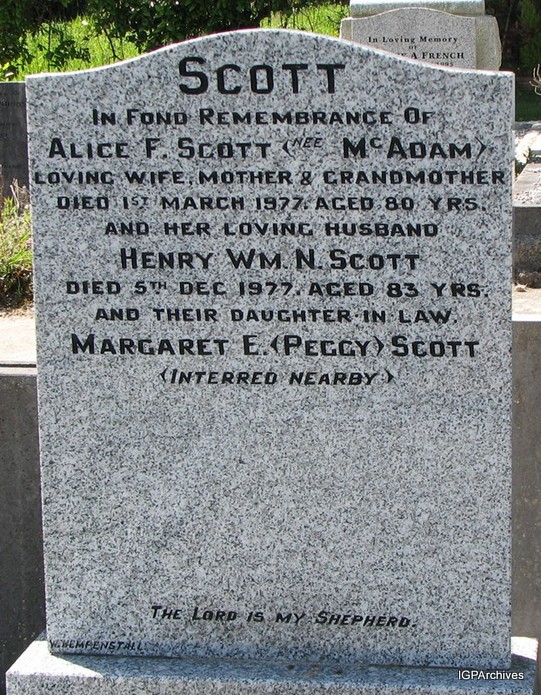 In Loving Memory
OF
A FRENCH
SCOTT
IN FOND REMEMBRANCE OF
ALICE F. SCOTT (NEE McADAM)
LOVING WIFE, MOTHER & GRANDMOTHER
DIED 1ST MARCH 1977. AGED 80 YRS.
AND HER LOVING HUSBAND
HENRY WM. N. SCOTT
DIED 5TH DEC 1977. AGED 83 YRS.
AND THEIR DAUGHTER-IN LAW.
MARGARET E. (PEGGY) SCOTT
(INTERRED NEARBY.)
THE LORD IS MY SHEPHERD.
W. HEMPENSTALL
IGPArchives